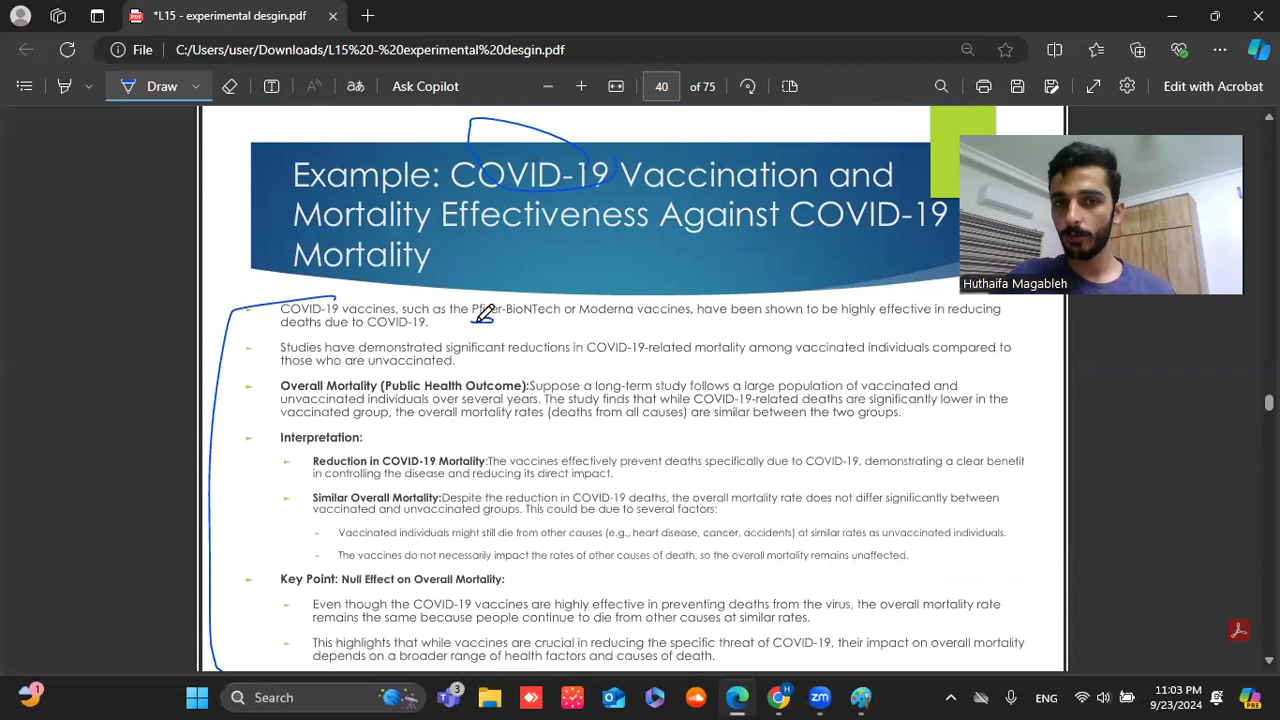 *L15 - experimental desgin.pdf
File
C:/Users/user/Downloads/L15%20-%20experimental%20desgin.pdf
Draw
aあ
Ask Copilot
40 of 75
Edit with Acrobat
Example: COVID-19 Vaccination and
Mortality Effectiveness Against COVID-19
Mortality
Huthaifa Magableh
COVID-19 vaccines, such as the Pfizer-BioNTech or Moderna vaccines, have been shown to be highly effective in reducing
deaths due to COVID-19.
Studies have demonstrated significant reductions in COVID-19-related mortality among vaccinated individuals compared to
those who are unvaccinated.
Overall Mortality (Public Health Outcome):Suppose a long-term study follows a large population of vaccinated and
unvaccinated individuals over several years. The study finds that while COVID-19-related deaths are significantly lower in the
vaccinated group, the overall mortality rates (deaths from all causes) are similar between the two groups.
Interpretation:
Reduction in COVID-19 Mortality:The vaccines effectively prevent deaths specifically due to COVID-19, demonstrating a clear benefit
in controlling the disease and reducing its direct impact.
Similar Overall Mortality:Despite the reduction in COVID-19 deaths, the overall mortality rate does not differ significantly between
vaccinated and unvaccinated groups. This could be due to several factors:
Vaccinated individuals might still die from other causes (e.g., heart disease, cancer, accidents) at similar rates as unvaccinated individuals.
The vaccines do not necessarily impact the rates of other causes of death, so the overall mortality remains unaffected.
Key Point: Null Effect on Overall Mortality:
Even though the COVID-19 vaccines are highly effective in preventing deaths from the virus, the overall mortality rate
remains the same because people continue to die from other causes at similar rates.
This highlights that while vaccines are crucial in reducing the specific threat of COVID-19, their impact on overall mortality
depends on a broader range of health factors and causes of death.
1
Search
3
H
zm
ENG
11:03 PM
9/23/2024
PRE